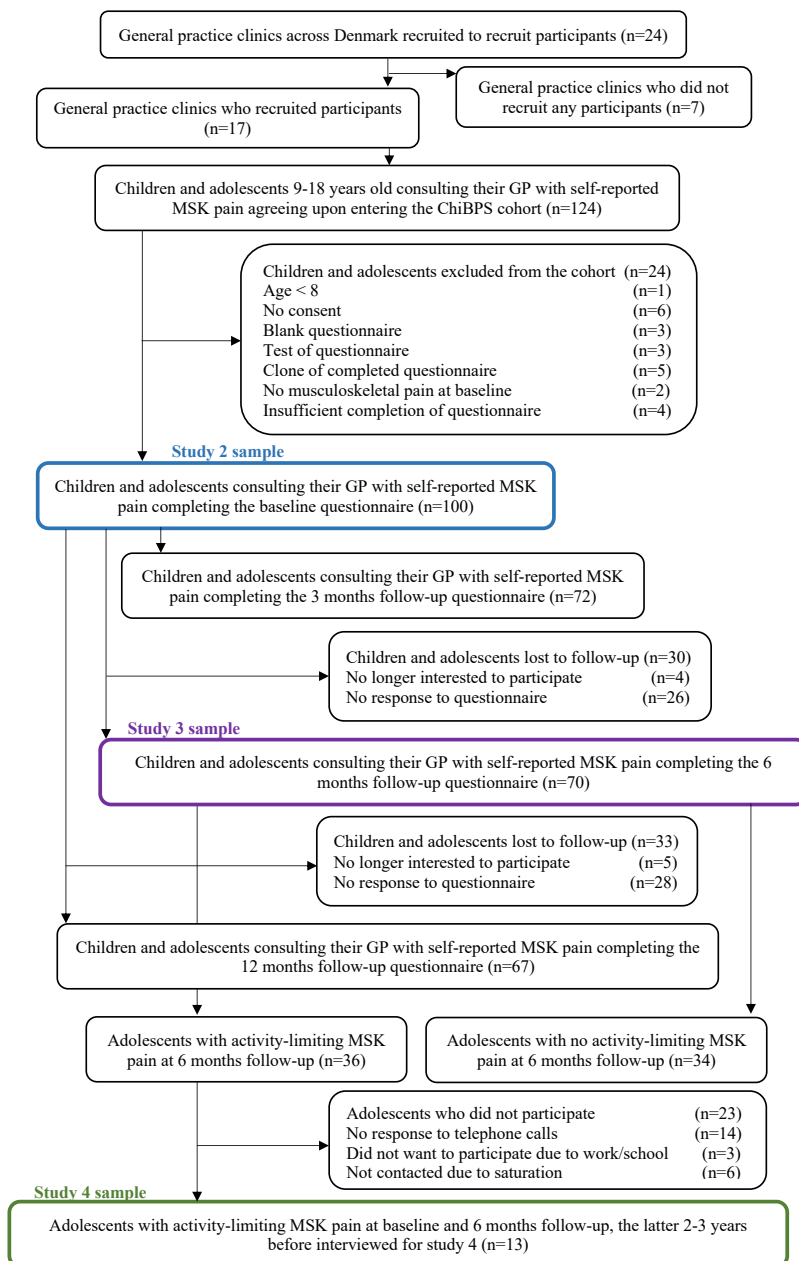 General practice clinics across Denmark recruited to recruit participants (n=24)
General practice clinics who did not
recruit any participants (n=7)
General practice clinics who recruited participants
(n=17)
Children and adolescents 9-18 years old consulting their GP with self-reported
MSK pain agreeing upon entering the ChiBPS cohort (n=124)
Children and adolescents excluded from the cohort (n=24)
Age < 8 (n=1)
No consent (n=6)
Blank questionnaire (n=3)
Test of questionnaire (n=3)
Clone of completed questionnaire (n=5)
No musculoskeletal pain at baseline (n=2)
Insufficient completion of questionnaire (n=4)
Study 2 sample
Children and adolescents consulting their GP with self-reported MSK
pain completing the baseline questionnaire (n=100)
Children and adolescents consulting their GP with self-reported MSK
pain completing the 3 months follow-up questionnaire (n=72)
Children and adolescents lost to follow-up (n=30)
No longer interested to participate (n=4)
No response to questionnaire (n=26)
Study 3 sample
Children and adolescents consulting their GP with self-reported MSK pain completing the 6
months follow-up questionnaire (n=70)
Children and adolescents lost to follow-up (n=33)
No longer interested to participate (n=5)
No response to questionnaire (n=28)
Children and adolescents consulting their GP with self-reported MSK pain completing the
12 months follow-up questionnaire (n=67)
Adolescents with activity-limiting MSK
pain at 6 months follow-up (n=36)
Adolescents with no activity-limiting MSK
pain at 6 months follow-up (n=34)
Adolescents who did not participate (n=23)
No response to telephone calls (n=14)
Did not want to participate due to work/school (n=3)
Not contacted due to saturation (n=6)
Study 4 sample
Adolescents with activity-limiting MSK pain at baseline and 6 months follow-up, the latter 2-3 years
before interviewed for study 4 (n=13)